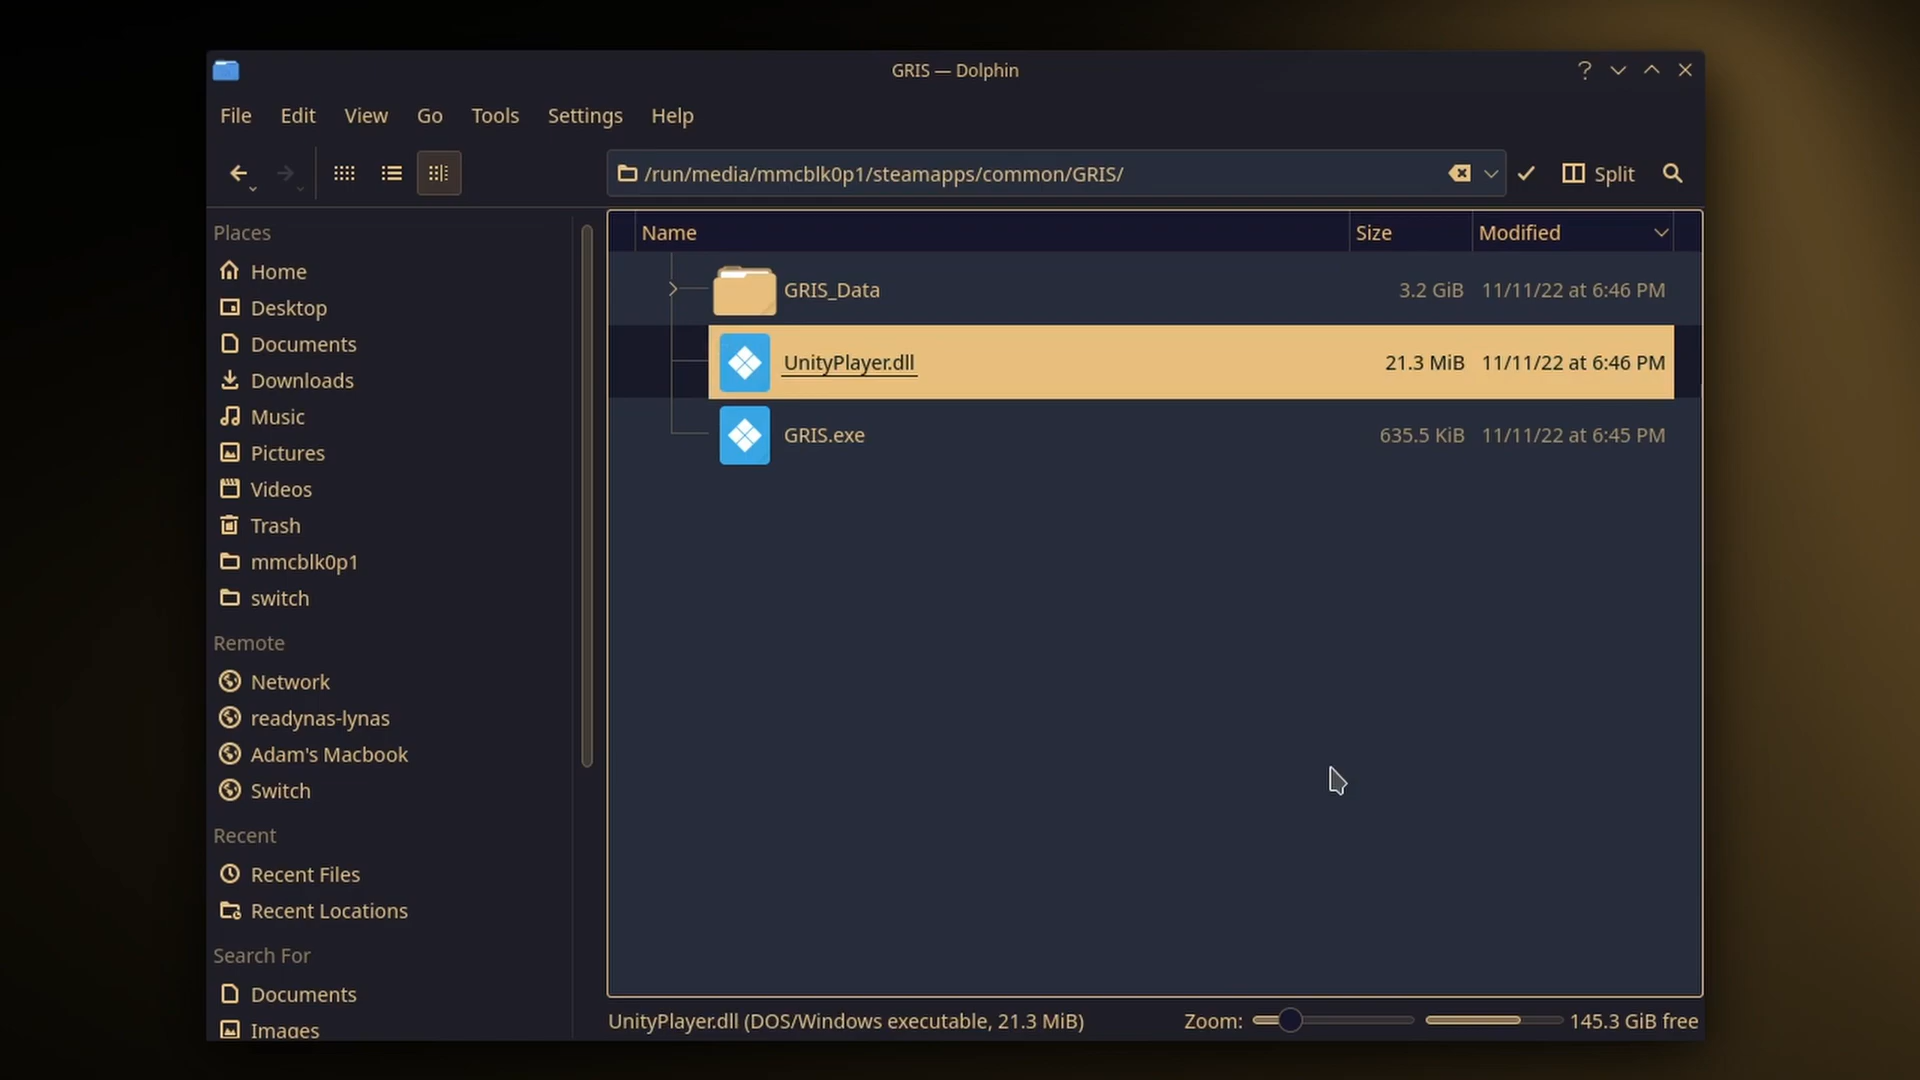 GRIS — Dolphin
File Edit View Go Tools Settings Help
/run/media/mmcblk0p1/steamapps/common/GRIS/
Split
Places
Home
Desktop
Documents
Downloads
Music
Pictures
Videos
Trash
mmcblk0p1
switch
Remote
Network
readynas-lynas
Adam's Macbook
Switch
Recent
Recent Files
Recent Locations
Search For
Documents
Images
Name Size Modified
GRIS_Data 3.2 GiB 11/11/22 at 6:46 PM
UnityPlayer.dll 21.3 MiB 11/11/22 at 6:46 PM
GRIS.exe 635.5 KiB 11/11/22 at 6:45 PM
UnityPlayer.dll (DOS/Windows executable, 21.3 MiB) Zoom: 145.3 GiB free